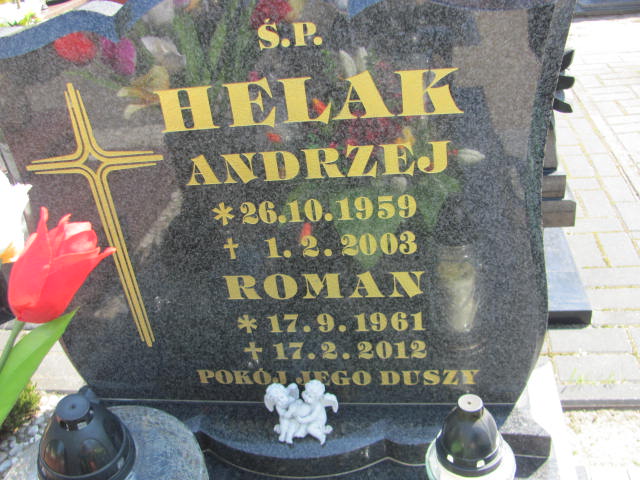 Ś.P.
HELAK
ANDRZEJ
* 26.10.1959
† 1.2.2003
ROMAN
* 17.9.1961
† 17.2.2012
POKÓJ JEGO DUSZY